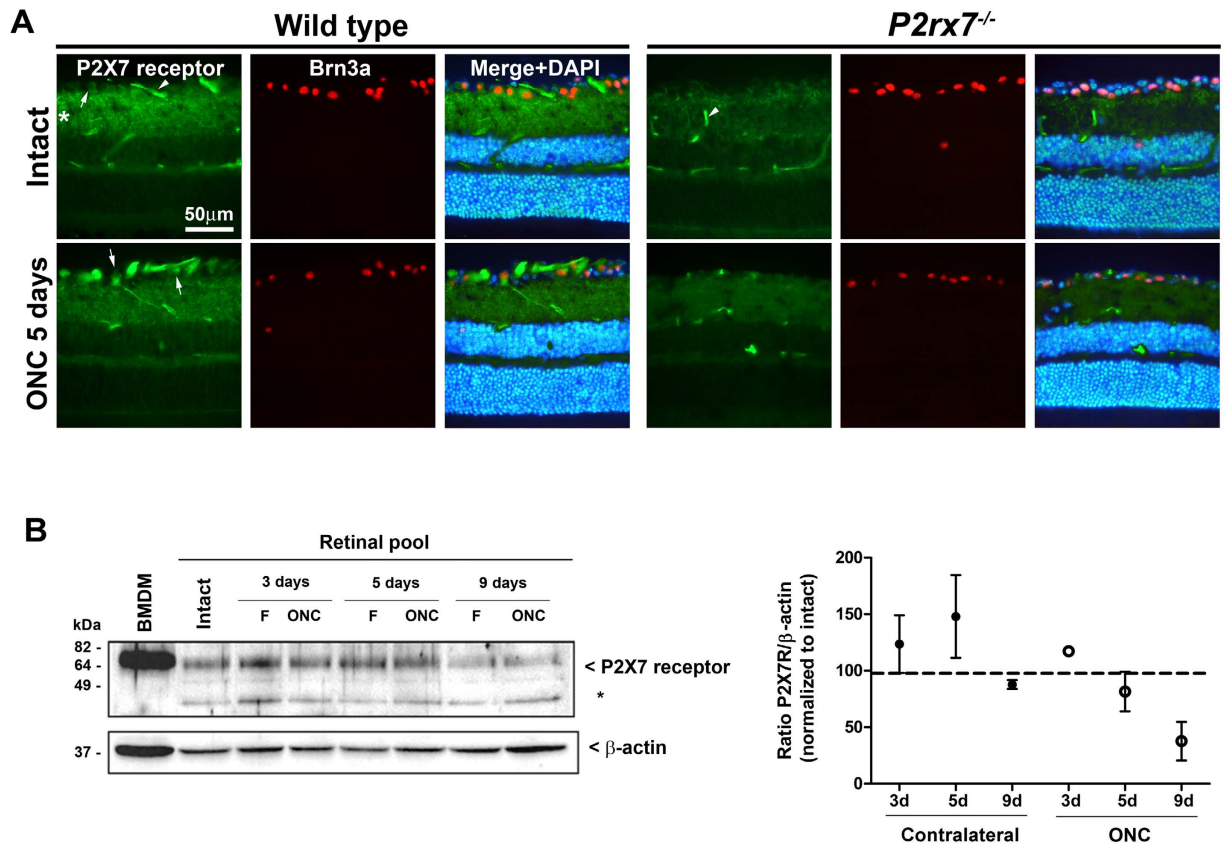 A
Wild type
P2rx7-/-
P2X7 receptor
Brn3a
Merge+DAPI
Intact
*
50μm
ONC 5 days
B
Retinal pool
BMDM
Intact
3 days
5 days
9 days
F
ONC
F
ONC
F
ONC
kDa
82 -
64 -
49 -
< P2X7 receptor
*
37 -
< β-actin
Ratio P2X7R/β-actin
(normalized to intact)
200
150
100
50
0
3d
5d
9d
3d
5d
9d
Contralateral
ONC